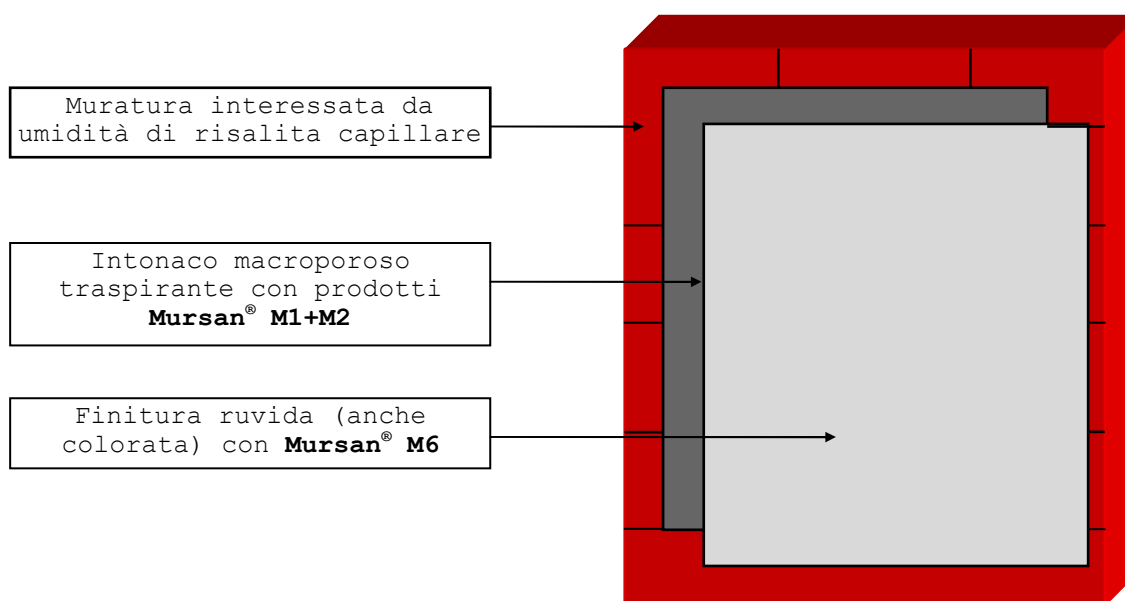 Muratura interessata da
umidità di risalita capillare
Intonaco macroporoso
traspirante con prodotti
Mursan® M1+M2
Finitura ruvida (anche
colorata) con Mursan® M6